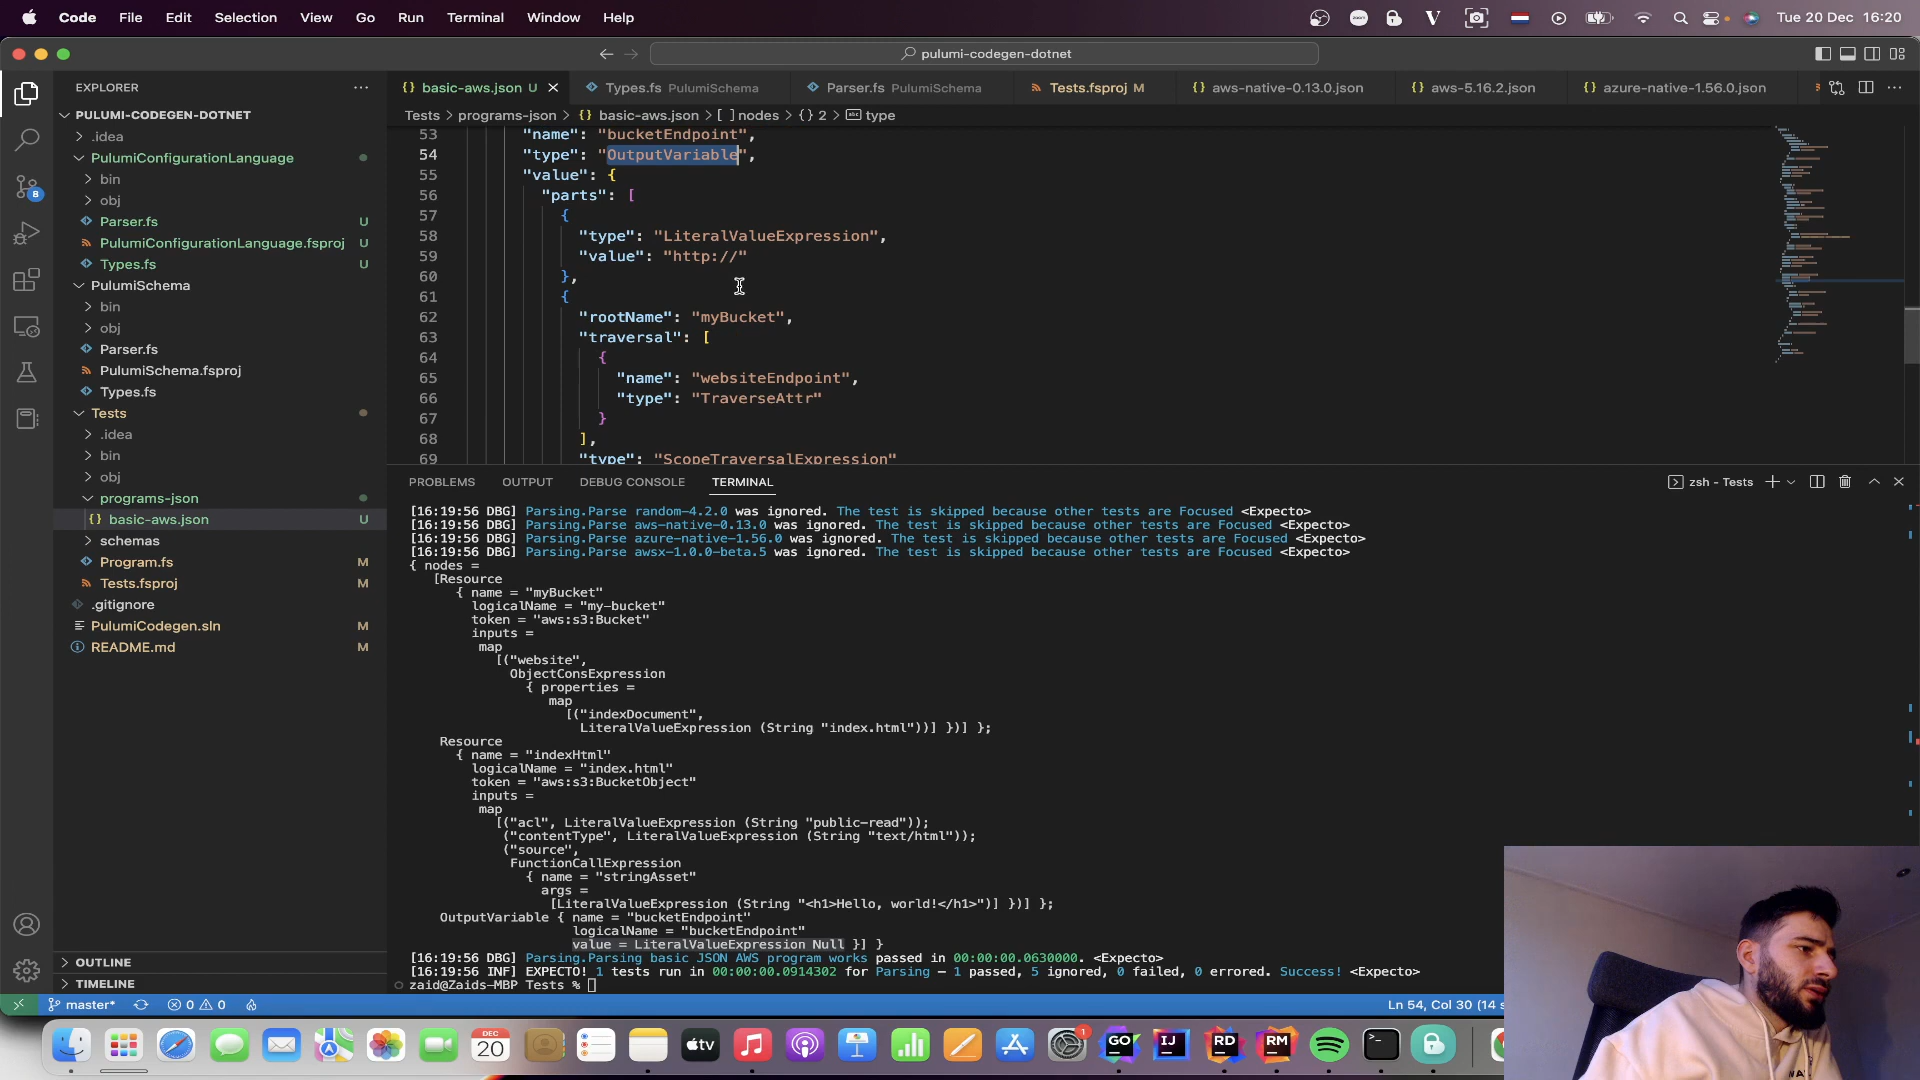 Code File Edit Selection View Go Run Terminal Window Help
Tue 20 Dec 16:20
pulumi-codegen-dotnet
EXPLORER
PULUMI-CODEGEN-DOTNET
.idea
PulumiConfigurationLanguage
bin
obj
Parser.fs U
PulumiConfigurationLanguage.fsproj U
Types.fs U
PulumiSchema
bin
obj
Parser.fs
PulumiSchema.fsproj
Types.fs
Tests
.idea
bin
obj
programs-json
basic-aws.json U
schemas
Program.fs M
Tests.fsproj M
.gitignore
PulumiCodegen.sln M
README.md M
OUTLINE
TIMELINE
8
basic-aws.json U Types.fs PulumiSchema Parser.fs PulumiSchema Tests.fsproj M aws-native-0.13.0.json aws-5.16.2.json azure-native-1.56.0.json
Tests > programs-json > basic-aws.json > [ ] nodes > {} 2 > type
53 "name": "bucketEndpoint",
54 "type": "OutputVariable",
55 "value": {
56 "parts": [
57 {
58 "type": "LiteralValueExpression",
59 "value": "http://"
60 },
61 {
62 "rootName": "myBucket",
63 "traversal": [
64 {
65 "name": "websiteEndpoint",
66 "type": "TraverseAttr"
67 }
68 ],
69 "type": "ScopeTraversalExpression"
PROBLEMS OUTPUT DEBUG CONSOLE TERMINAL
zsh - Tests
[16:19:56 DBG] Parsing.Parse random-4.2.0 was ignored. The test is skipped because other tests are Focused <Expecto>
[16:19:56 DBG] Parsing.Parse aws-native-0.13.0 was ignored. The test is skipped because other tests are Focused <Expecto>
[16:19:56 DBG] Parsing.Parse azure-native-1.56.0 was ignored. The test is skipped because other tests are Focused <Expecto>
[16:19:56 DBG] Parsing.Parse awsx-1.0.0-beta.5 was ignored. The test is skipped because other tests are Focused <Expecto>
{ nodes =
[Resource
{ name = "myBucket"
logicalName = "my-bucket"
token = "aws:s3:Bucket"
inputs =
map
[("website",
ObjectConsExpression
{ properties =
map
[("indexDocument",
LiteralValueExpression (String "index.html"))] })] };
Resource
{ name = "indexHtml"
logicalName = "index.html"
token = "aws:s3:BucketObject"
inputs =
map
[("acl", LiteralValueExpression (String "public-read"));
("contentType", LiteralValueExpression (String "text/html"));
("source",
FunctionCallExpression
{ name = "stringAsset"
args =
[LiteralValueExpression (String "<h1>Hello, world!</h1>")] })] };
OutputVariable { name = "bucketEndpoint"
logicalName = "bucketEndpoint"
value = LiteralValueExpression Null }] }
[16:19:56 DBG] Parsing.Parsing basic JSON AWS program works passed in 00:00:00.0630000. <Expecto>
[16:19:56 INF] EXPECTO! 1 tests run in 00:00:00.0914302 for Parsing – 1 passed, 5 ignored, 0 failed, 0 errored. Success! <Expecto>
zaid@Zaids-MBP Tests %
master* 0 0
Ln 54, Col 30 (14 s
DEC
20
tv
1
GO
IJ
RD
RM